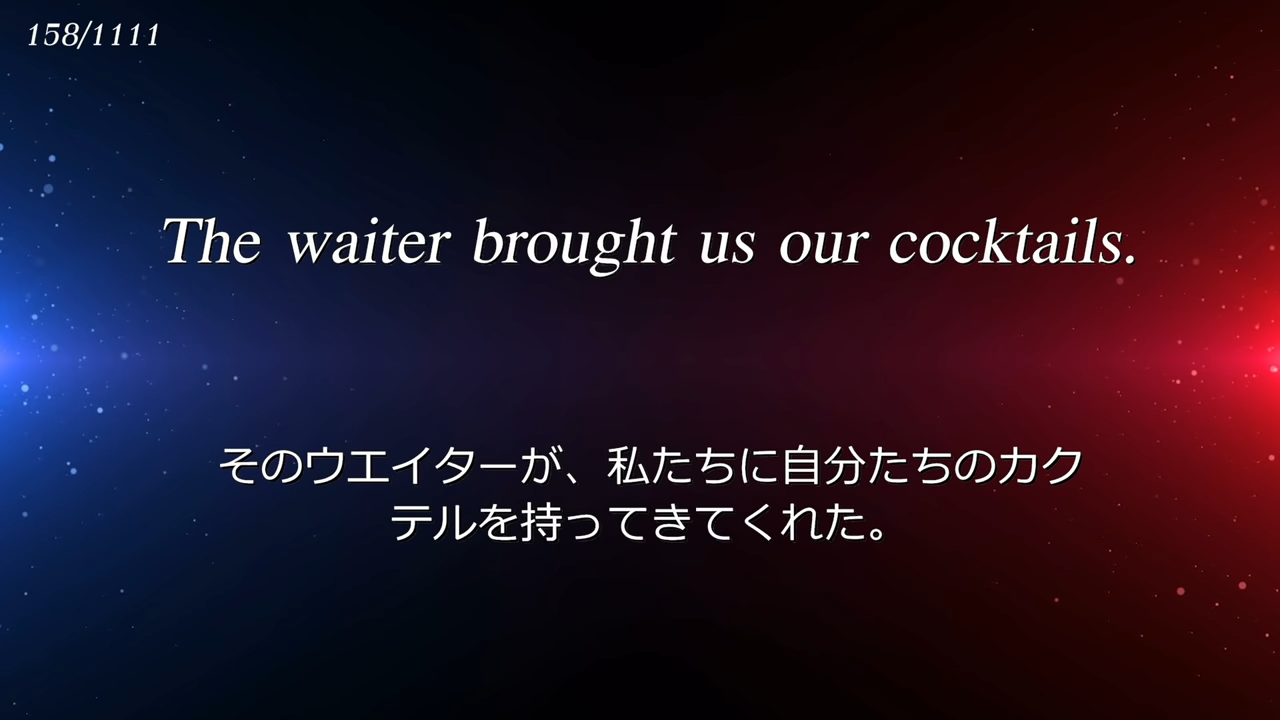 158/1111
The waiter brought us our cocktails.
そのウエイターが、私たちに自分たちのカク
テルを持ってきてくれた。